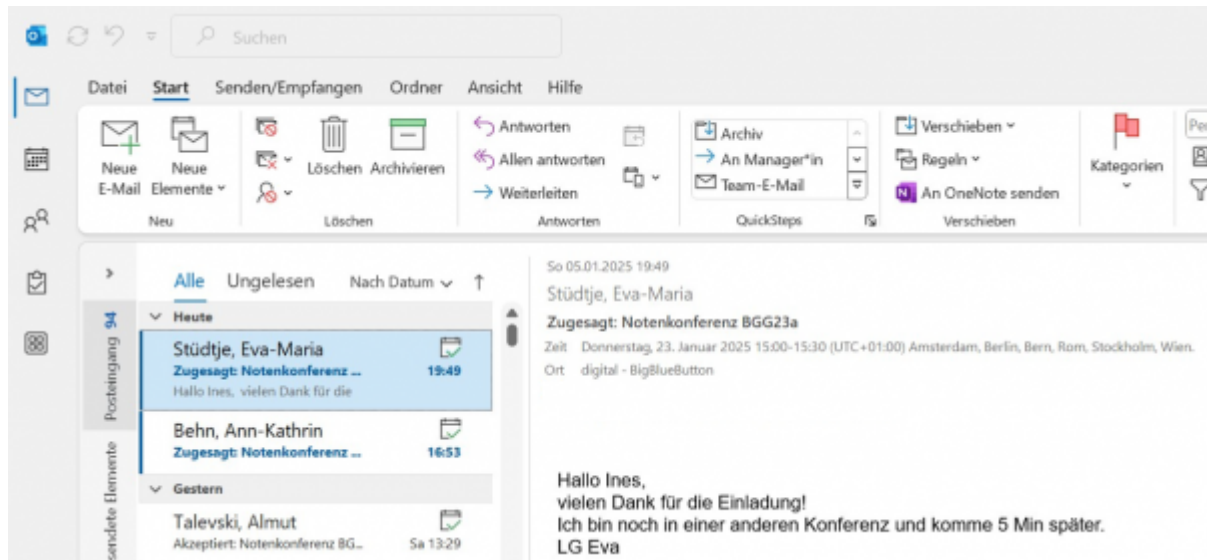 Suchen
Datei Start Senden/Empfangen Ordner Ansicht Hilfe
Neue E-Mail
Neue Elemente
Neu
Löschen Archivieren
Löschen
Antworten
Allen antworten
Weiterleiten
Antworten
Archiv
An Manager*in
Team-E-Mail
QuickSteps
Verschieben
Regeln
An OneNote senden
Verschieben
Kategorien
Posteingang 94
Alle Ungelesen Nach Datum
Heute
Stüdtje, Eva-Maria
Zugesagt: Notenkonferenz ... 19:49
Hallo Ines, vielen Dank für die
Behn, Ann-Kathrin
Zugesagt: Notenkonferenz ... 16:53
Gestern
Talevski, Almut
Akzeptiert: Notenkonferenz BG... Sa 13:29
So 05.01.2025 19:49
Stüdtje, Eva-Maria
Zugesagt: Notenkonferenz BGG23a
Zeit Donnerstag, 23. Januar 2025 15:00-15:30 (UTC+01:00) Amsterdam, Berlin, Bern, Rom, Stockholm, Wien.
Ort digital - BigBlueButton
Hallo Ines,
vielen Dank für die Einladung!
Ich bin noch in einer anderen Konferenz und komme 5 Min später.
LG Eva